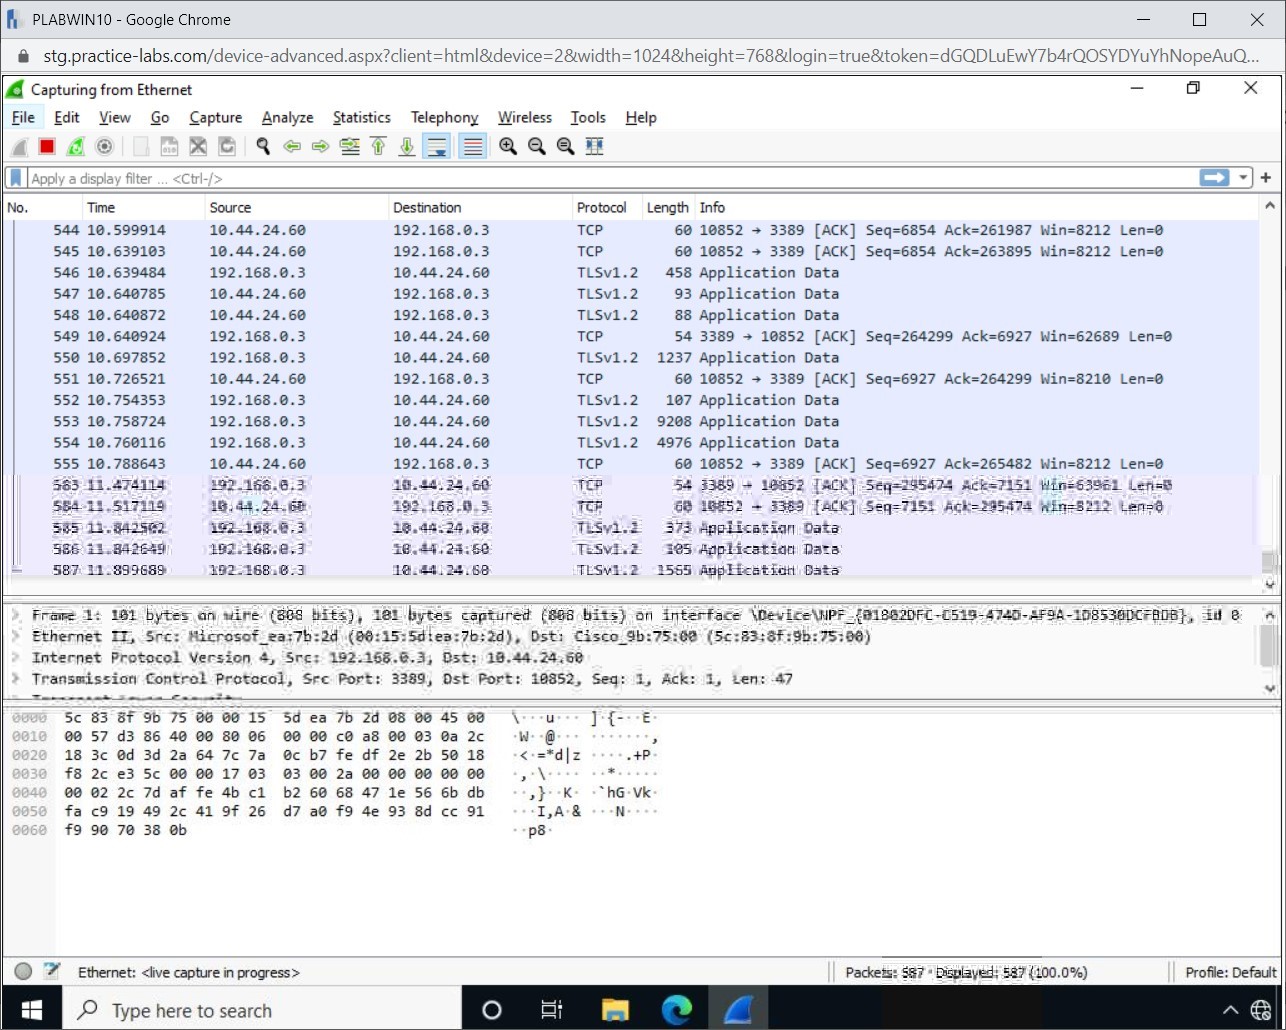 PLABWIN10 - Google Chrome
stg.practice-labs.com/device-advanced.aspx?client=html&device=2&width=1024&height=768&login=true&token=dGQDLuEwY7b4rQOSYDYuYhNopeAuQ...
Capturing from Ethernet
File Edit View Go Capture Analyze Statistics Telephony Wireless Tools Help
Apply a display filter ... <Ctrl-/>
No. Time Source Destination Protocol Length Info
544 10.599914 10.44.24.60 192.168.0.3 TCP 60 10852 → 3389 [ACK] Seq=6854 Ack=261987 Win=8212 Len=0
545 10.639103 10.44.24.60 192.168.0.3 TCP 60 10852 → 3389 [ACK] Seq=6854 Ack=263895 Win=8212 Len=0
546 10.639484 192.168.0.3 10.44.24.60 TLSv1.2 458 Application Data
547 10.640785 10.44.24.60 192.168.0.3 TLSv1.2 93 Application Data
548 10.640872 10.44.24.60 192.168.0.3 TLSv1.2 88 Application Data
549 10.640924 192.168.0.3 10.44.24.60 TCP 54 3389 → 10852 [ACK] Seq=264299 Ack=6927 Win=62689 Len=0
550 10.697852 192.168.0.3 10.44.24.60 TLSv1.2 1237 Application Data
551 10.726521 10.44.24.60 192.168.0.3 TCP 60 10852 → 3389 [ACK] Seq=6927 Ack=264299 Win=8210 Len=0
552 10.754353 192.168.0.3 10.44.24.60 TLSv1.2 107 Application Data
553 10.758724 192.168.0.3 10.44.24.60 TLSv1.2 9208 Application Data
554 10.760116 192.168.0.3 10.44.24.60 TLSv1.2 4976 Application Data
555 10.788643 10.44.24.60 192.168.0.3 TCP 60 10852 → 3389 [ACK] Seq=6927 Ack=265482 Win=8212 Len=0
583 11.474114 192.168.0.3 10.44.24.60 TCP 54 3389 → 10852 [ACK] Seq=295474 Ack=7151 Win=63961 Len=0
584 11.517119 10.44.24.60 192.168.0.3 TCP 60 10852 → 3389 [ACK] Seq=7151 Ack=295474 Win=8212 Len=0
585 11.842502 192.168.0.3 10.44.24.60 TLSv1.2 373 Application Data
586 11.842649 192.168.0.3 10.44.24.60 TLSv1.2 105 Application Data
587 11.899689 192.168.0.3 10.44.24.60 TLSv1.2 1565 Application Data
Frame 1: 101 bytes on wire (808 bits), 101 bytes captured (808 bits) on interface id 0
Ethernet II, Src: Microsof_ea:7b:2d (00:15:5d:ea:7b:2d), Dst: Cisco_9b:75:00 (5c:83:8f:9b:75:00)
Internet Protocol Version 4, Src: 192.168.0.3, Dst: 10.44.24.60
Transmission Control Protocol, Src Port: 3389, Dst Port: 10852, Seq: 1, Ack: 1, Len: 47
0000 5c 83 8f 9b 75 00 00 15 5d ea 7b 2d 08 00 45 00 \···u··· ]·{-··E·
0010 00 57 d3 86 40 00 80 06 00 00 c0 a8 00 03 0a 2c ·W··@··· ·······,
0020 18 3c 0d 3d 2a 64 7c 7a 0c b7 fe df 2e 2b 50 18 ·<·=*d|z ····.+P·
0030 f8 2c e3 5c 00 00 17 03 03 00 2a 00 00 00 00 00 ·,·\···· ··*·····
0040 00 02 2c 7d af fe 4b c1 b2 60 68 47 1e 56 6b db ··,}··K· ·`hG·Vk·
0050 fa c9 19 49 2c 41 9f 26 d7 a0 f9 4e 93 8d cc 91 ···I,A·& ···N····
0060 f9 90 70 38 0b ··p8·
Ethernet: <live capture in progress> Packets: 587 · Displayed: 587 (100.0%) Profile: Default
Type here to search